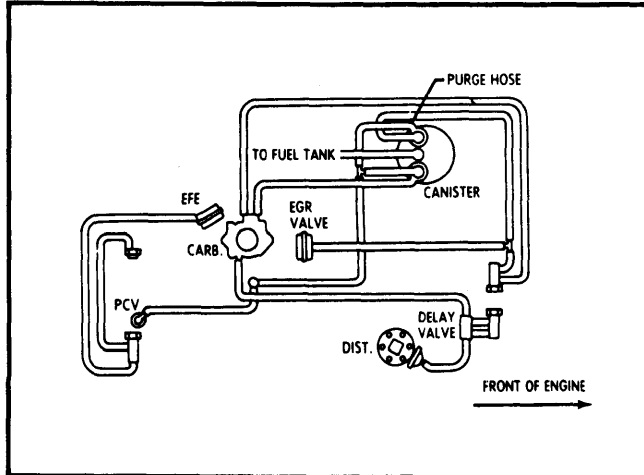 PURGE HOSE
TO FUEL TANK
CANISTER
EFE
EGR
VALVE
CARB.
PCV
DELAY
VALVE
DIST.
FRONT OF ENGINE